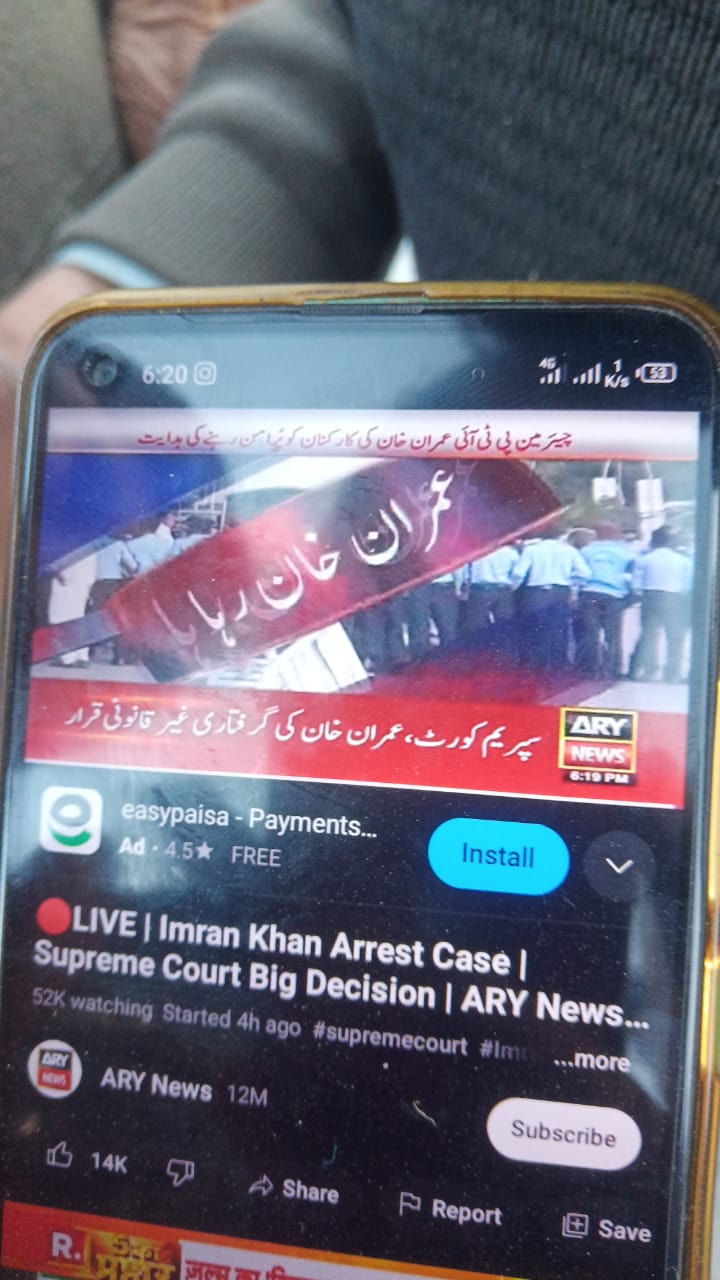 6:20
4G 1 K/s 53
چیئرمین پی ٹی آئی عمران خان کی کارکنان کو پُرامن رہنے کی ہدایت
عمران خان رہا
سپریم کورٹ، عمران خان کی گرفتاری غیر قانونی قرار
ARY
NEWS
6:19 PM
easypaisa - Payments...
Ad · 4.5★ FREE
Install
🔴LIVE | Imran Khan Arrest Case |
Supreme Court Big Decision | ARY News...
52K watching Started 4h ago #supremecourt ...more
ARY
NEWS
ARY News 12M
Subscribe
14K
Share
Report
Save
R.